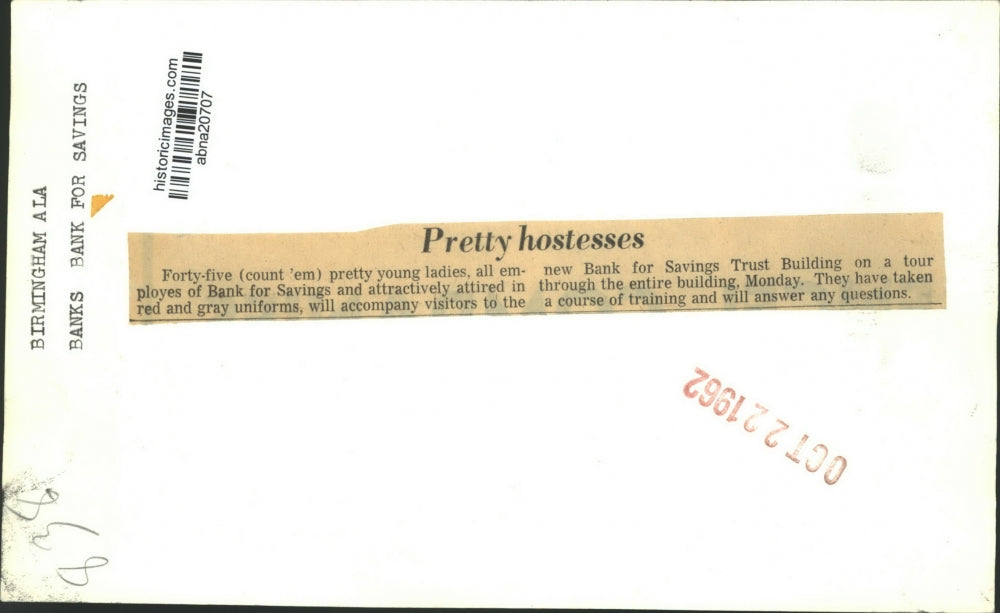 BIRMINGHAM ALA
BANKS BANK FOR SAVINGS
historicimages.com
abna20707
Pretty hostesses
Forty-five (count 'em) pretty young ladies, all em-
ployes of Bank for Savings and attractively attired in
red and gray uniforms, will accompany visitors to the
new Bank for Savings Trust Building on a tour
through the entire building, Monday. They have taken
a course of training and will answer any questions.
OCT 22 1962